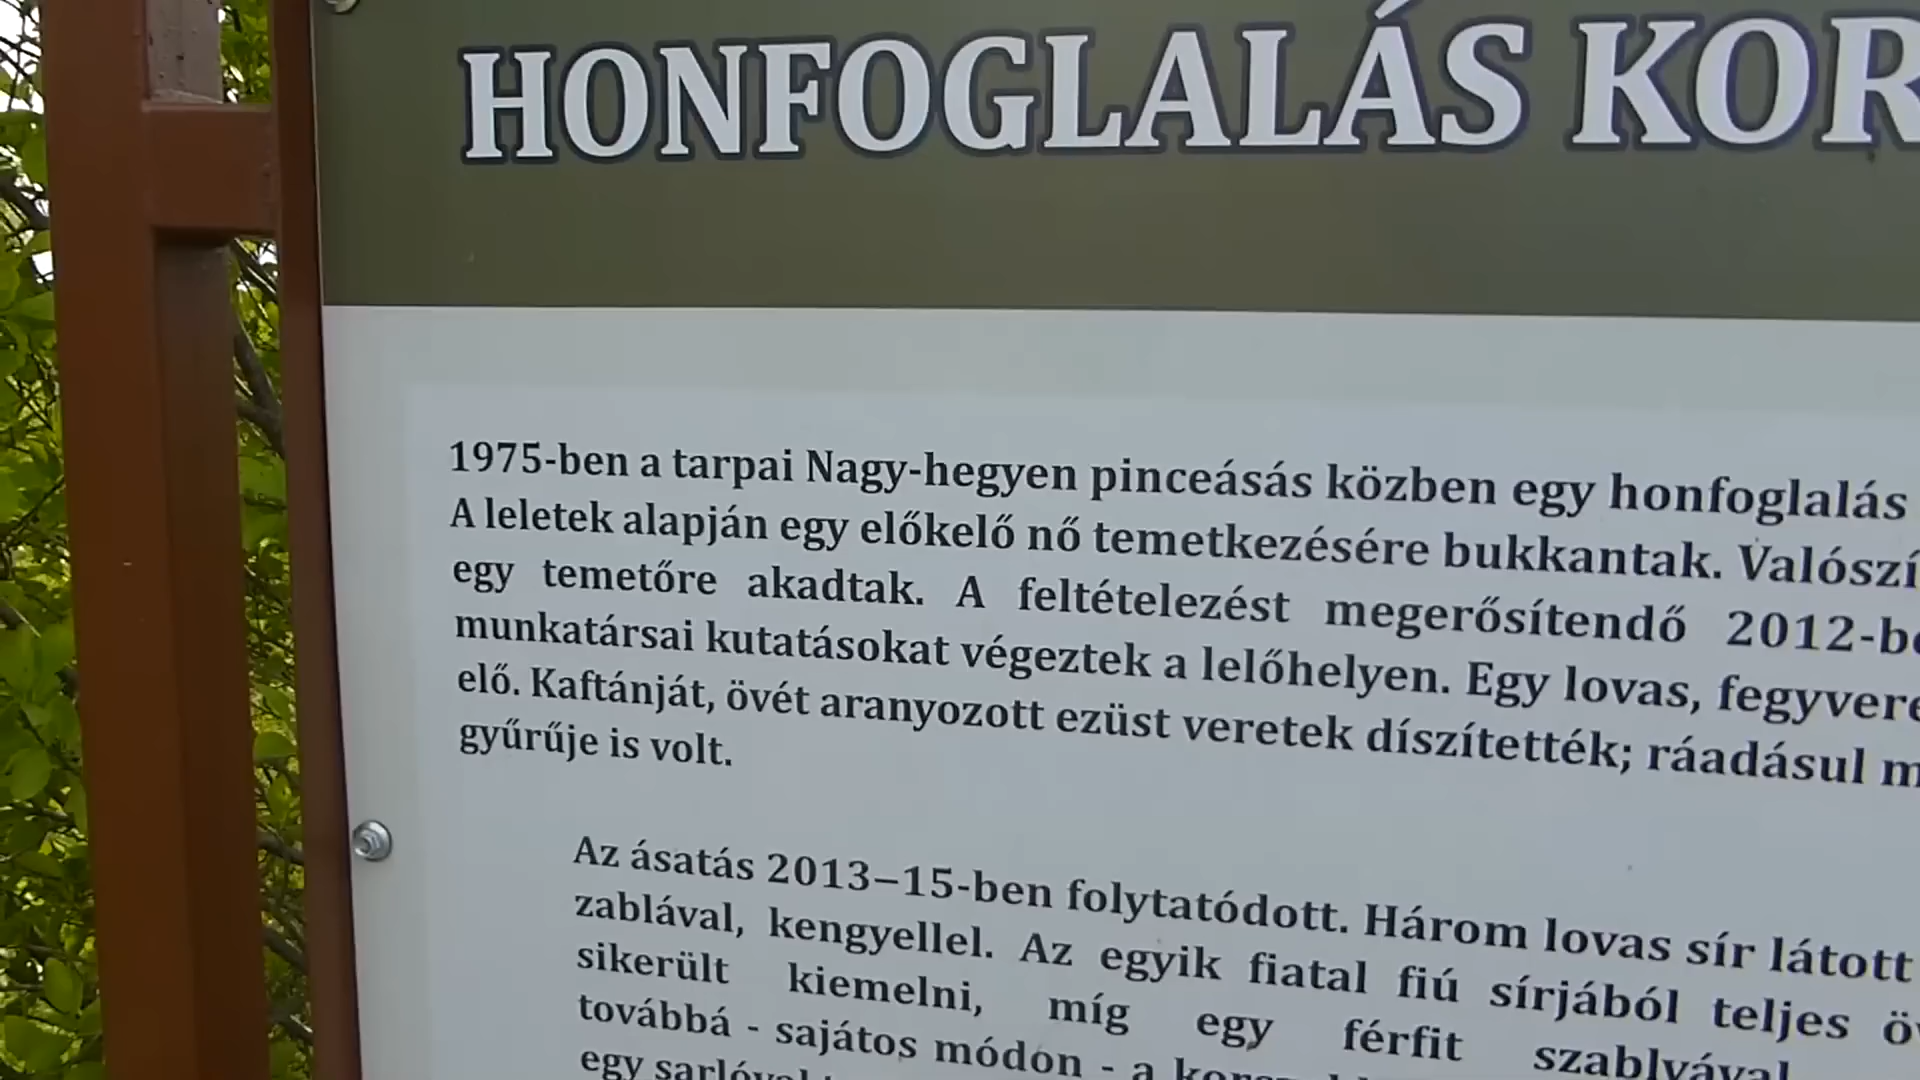 HONFOGLALÁS KOR
1975-ben a tarpai Nagy-hegyen pinceásás közben egy honfoglalás
A leletek alapján egy előkelő nő temetkezésére bukkantak. Valószí
egy temetőre akadtak. A feltételezést megerősítendő 2012-be
munkatársai kutatásokat végeztek a lelőhelyen. Egy lovas, fegyvere
elő. Kaftánját, övét aranyozott ezüst veretek díszítették; ráadásul m
gyűrűje is volt.
Az ásatás 2013–15-ben folytatódott. Három lovas sír látott
zablával, kengyellel. Az egyik fiatal fiú sírjából teljes öv
sikerült kiemelni, míg egy férfit szablyával
továbbá - sajátos módon - a
egy